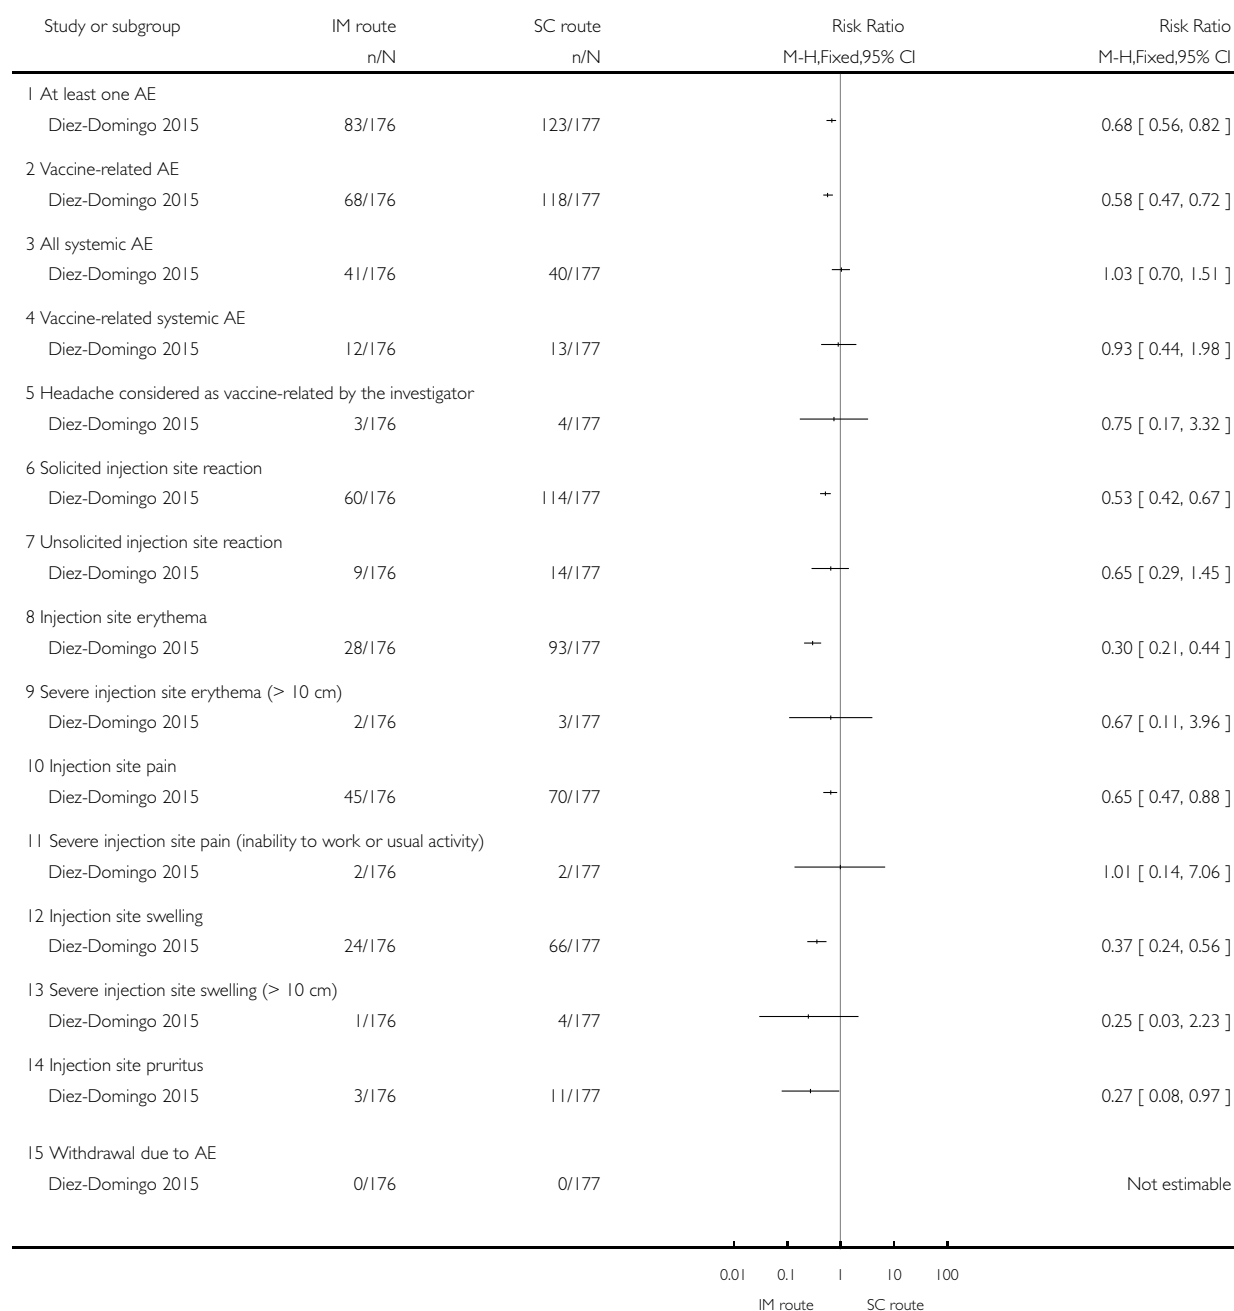 Study or subgroup IM route SC route Risk Ratio Risk Ratio
n/N n/N M-H,Fixed,95% CI M-H,Fixed,95% CI
1 At least one AE
Diez-Domingo 2015 83/176 123/177 0.68 [ 0.56, 0.82 ]
2 Vaccine-related AE
Diez-Domingo 2015 68/176 118/177 0.58 [ 0.47, 0.72 ]
3 All systemic AE
Diez-Domingo 2015 41/176 40/177 1.03 [ 0.70, 1.51 ]
4 Vaccine-related systemic AE
Diez-Domingo 2015 12/176 13/177 0.93 [ 0.44, 1.98 ]
5 Headache considered as vaccine-related by the investigator
Diez-Domingo 2015 3/176 4/177 0.75 [ 0.17, 3.32 ]
6 Solicited injection site reaction
Diez-Domingo 2015 60/176 114/177 0.53 [ 0.42, 0.67 ]
7 Unsolicited injection site reaction
Diez-Domingo 2015 9/176 14/177 0.65 [ 0.29, 1.45 ]
8 Injection site erythema
Diez-Domingo 2015 28/176 93/177 0.30 [ 0.21, 0.44 ]
9 Severe injection site erythema (> 10 cm)
Diez-Domingo 2015 2/176 3/177 0.67 [ 0.11, 3.96 ]
10 Injection site pain
Diez-Domingo 2015 45/176 70/177 0.65 [ 0.47, 0.88 ]
11 Severe injection site pain (inability to work or usual activity)
Diez-Domingo 2015 2/176 2/177 1.01 [ 0.14, 7.06 ]
12 Injection site swelling
Diez-Domingo 2015 24/176 66/177 0.37 [ 0.24, 0.56 ]
13 Severe injection site swelling (> 10 cm)
Diez-Domingo 2015 1/176 4/177 0.25 [ 0.03, 2.23 ]
14 Injection site pruritus
Diez-Domingo 2015 3/176 11/177 0.27 [ 0.08, 0.97 ]
15 Withdrawal due to AE
Diez-Domingo 2015 0/176 0/177 Not estimable
0.01 0.1 1 10 100
IM route SC route